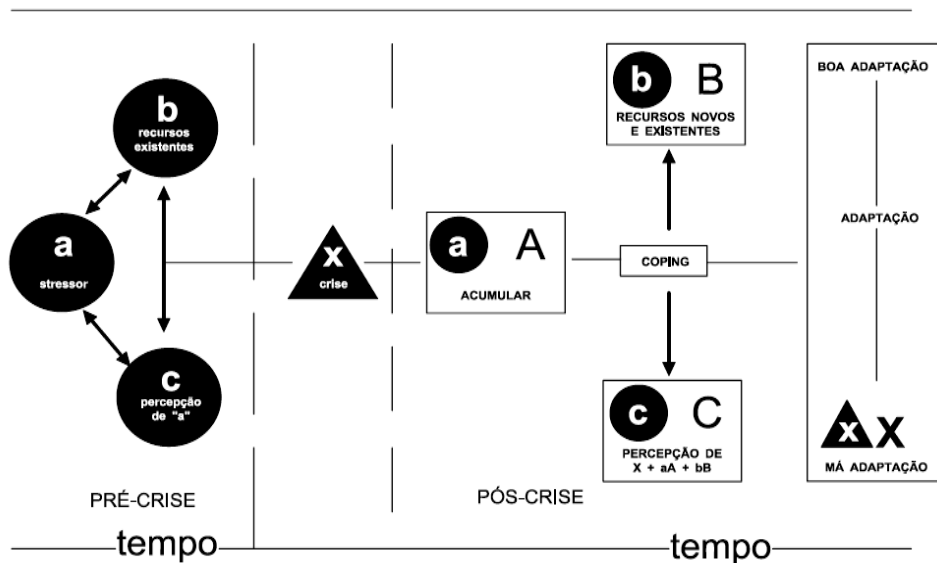 b
recursos
existentes
a
stressor
c
percepção
de "a"
PRÉ-CRISE
tempo
x
crise
a A
ACUMULAR
b B
RECURSOS NOVOS
E EXISTENTES
COPING
c C
PERCEPÇÃO DE
X + aA + bB
PÓS-CRISE
tempo
BOA ADAPTAÇÃO
ADAPTAÇÃO
x X
MÁ ADAPTAÇÃO